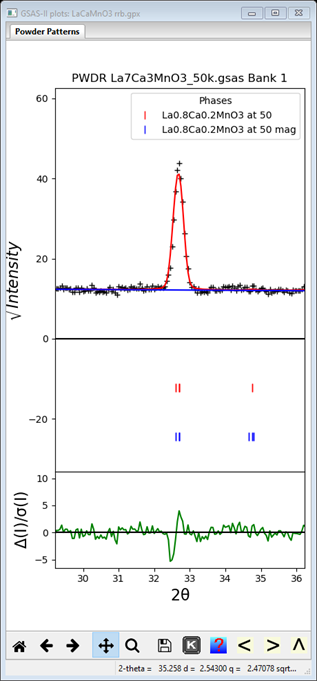 GSAS-II plots: LaCaMnO3 rrb.gpx
Powder Patterns
PWDR La7Ca3MnO3_50k.gsas Bank 1
Phases
La0.8Ca0.2MnO3 at 50
La0.8Ca0.2MnO3 at 50 mag
60
40
20
0
−20
√Intensity
10
5
0
−5
Δ(I)/σ(I)
30 31 32 33 34 35 36
2θ
K
?
< > ᐱ
2-theta = 35.258 d = 2.54300 q = 2.47078 sqrt...